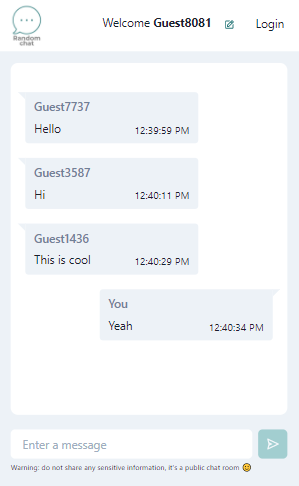 Random
chat
Welcome Guest8081
Login
Guest7737
Hello
12:39:59 PM
Guest3587
Hi
12:40:11 PM
Guest1436
This is cool
12:40:29 PM
You
Yeah
12:40:34 PM
Enter a message
Warning: do not share any sensitive information, it's a public chat room 😊